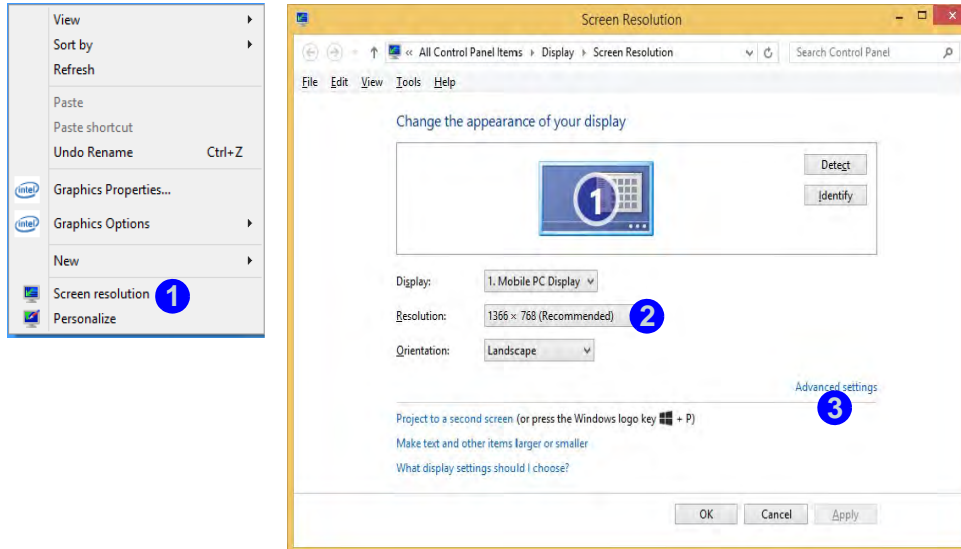 View
Sort by
Refresh
Paste
Paste shortcut
Undo Rename Ctrl+Z
intel Graphics Properties...
intel Graphics Options
New
Screen resolution 1
Personalize
Screen Resolution
« All Control Panel Items Display Screen Resolution Search Control Panel
File Edit View Tools Help
Change the appearance of your display
1
Detect
Identify
Display: 1. Mobile PC Display
Resolution: 1366 × 768 (Recommended) 2
Orientation: Landscape
Advanced settings
3
Project to a second screen (or press the Windows logo key + P)
Make text and other items larger or smaller
What display settings should I choose?
OK Cancel Apply